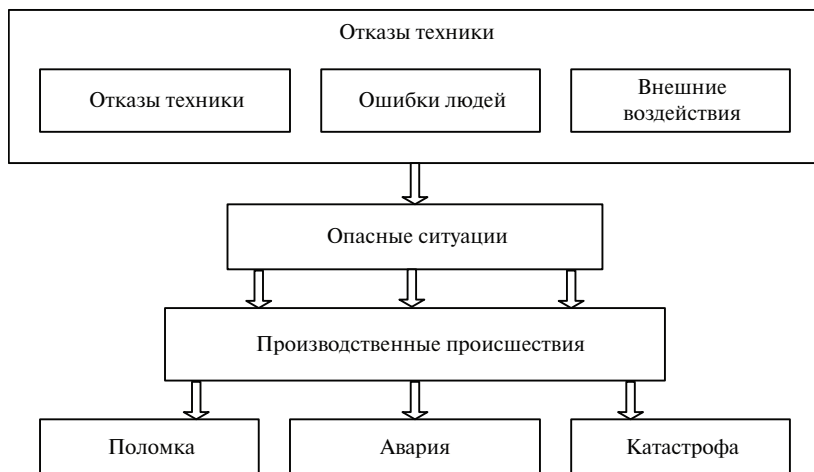 Отказы техники
Отказы техники
Ошибки людей
Внешние
воздействия
Опасные ситуации
Производственные происшествия
Поломка
Авария
Катастрофа